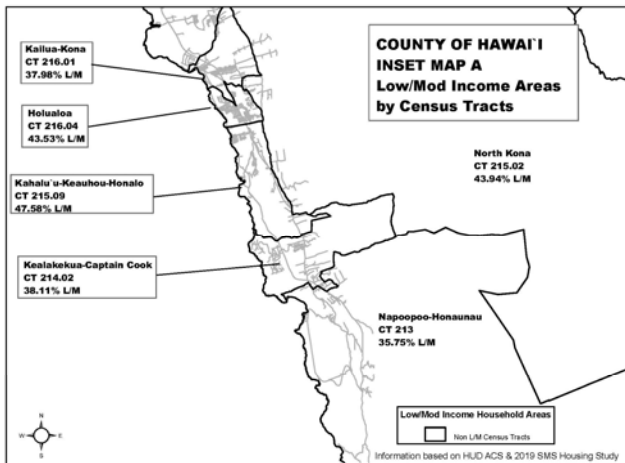 COUNTY OF HAWAI`I
INSET MAP A
Low/Mod Income Areas
by Census Tracts
Kailua-Kona
CT 216.01
37.98% L/M
Holualoa
CT 216.04
43.53% L/M
Kahalu`u-Keauhou-Honalo
CT 215.09
47.58% L/M
Kealakekua-Captain Cook
CT 214.02
38.11% L/M
North Kona
CT 215.02
43.94% L/M
Napoopoo-Honaunau
CT 213
35.75% L/M
N
W
E
S
Low/Mod Income Household Areas
Non L/M Census Tracts
Information based on HUD ACS & 2019 SMS Housing Study